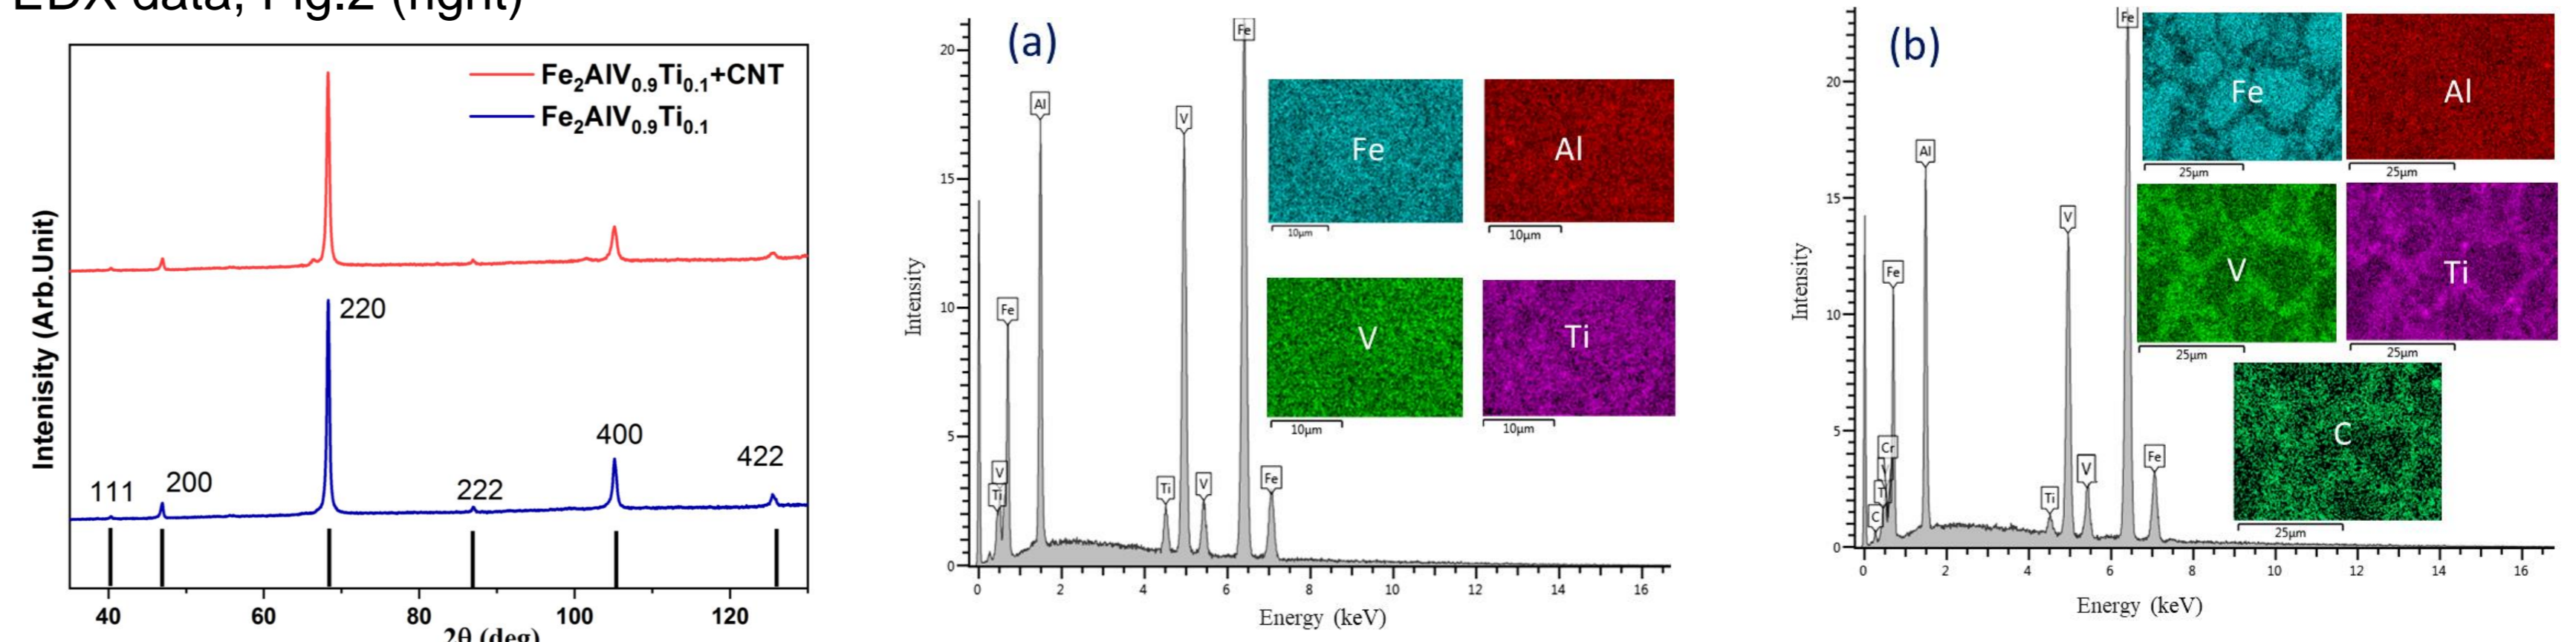 EDX data, Fig.2 (right)
Fe2AlV0.9Ti0.1+CNT
Fe2AlV0.9Ti0.1
Intenisity (Arb.Unit)
111
200
220
222
400
422
40
60
80
100
120
2θ (deg)
(a)
Intensity
20
15
10
5
0
Ti
V
Fe
Al
Ti
V
V
Fe
Fe
Fe
Al
10µm
10µm
V
Ti
10µm
10µm
0
2
4
6
8
10
12
14
16
Energy (keV)
(b)
Intensity
20
15
10
5
0
C
V
Cr
Fe
Al
Ti
V
V
Fe
Fe
Fe
Al
25µm
25µm
V
Ti
25µm
25µm
C
25µm
0
2
4
6
8
10
12
14
16
Energy (keV)